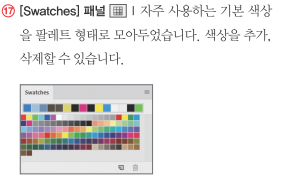 ⑰ [Swatches] 패널 | 자주 사용하는 기본 색상
을 팔레트 형태로 모아두었습니다. 색상을 추가,
삭제할 수 있습니다.
Swatches